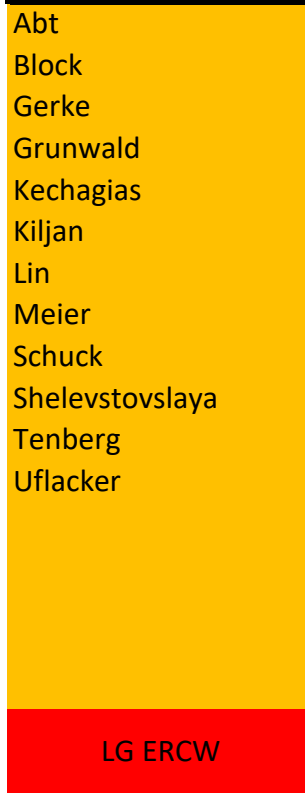 Abt
Block
Gerke
Grunwald
Kechagias
Kiljan
Lin
Meier
Schuck
Shelevstovslaya
Tenberg
Uflacker
LG ERCW